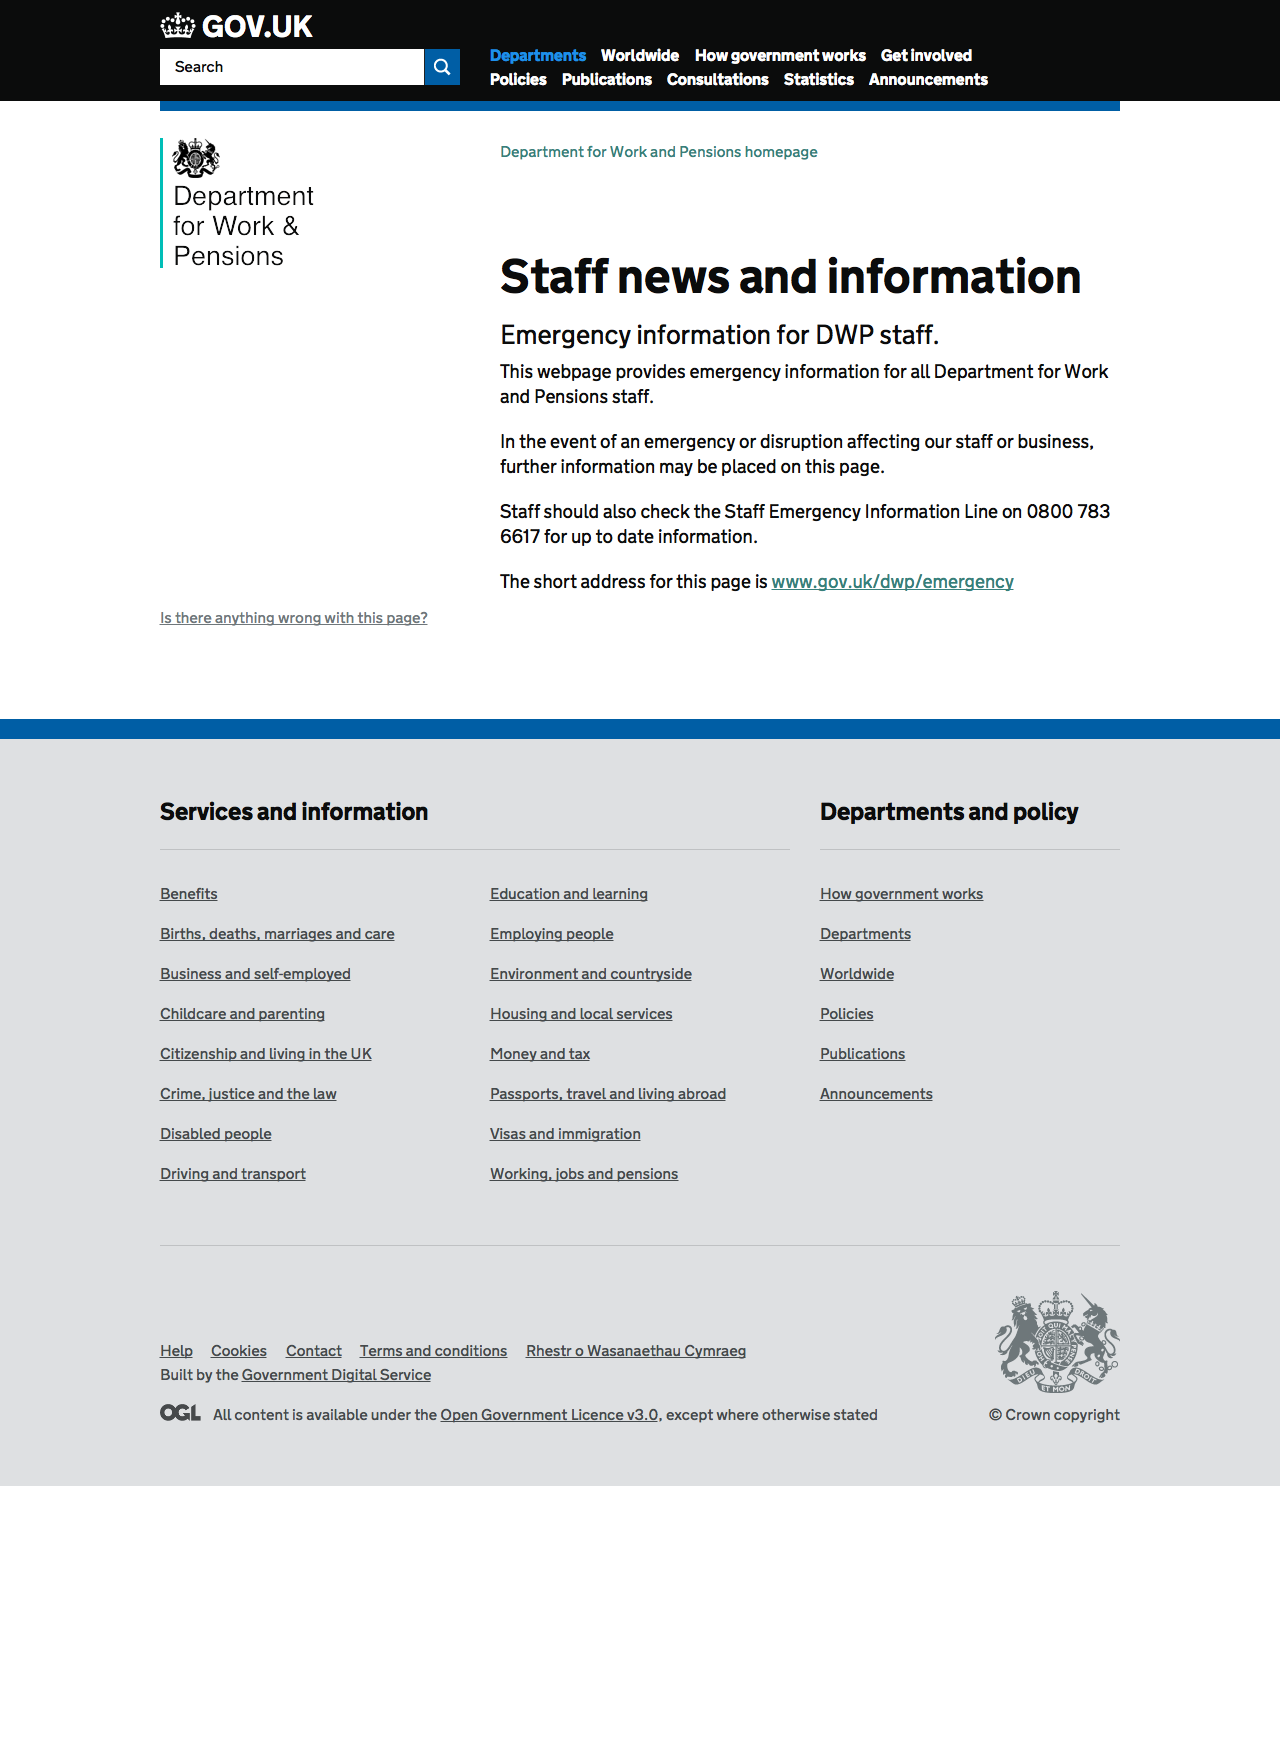 GOV.UK
Search
Departments Worldwide How government works Get involved
Policies Publications Consultations Statistics Announcements
Department
for Work &
Pensions
Department for Work and Pensions homepage
Staff news and information
Emergency information for DWP staff.
This webpage provides emergency information for all Department for Work
and Pensions staff.
In the event of an emergency or disruption affecting our staff or business,
further information may be placed on this page.
Staff should also check the Staff Emergency Information Line on 0800 783
6617 for up to date information.
The short address for this page is www.gov.uk/dwp/emergency
Is there anything wrong with this page?
Services and information
Benefits
Births, deaths, marriages and care
Business and self-employed
Childcare and parenting
Citizenship and living in the UK
Crime, justice and the law
Disabled people
Driving and transport
Education and learning
Employing people
Environment and countryside
Housing and local services
Money and tax
Passports, travel and living abroad
Visas and immigration
Working, jobs and pensions
Departments and policy
How government works
Departments
Worldwide
Policies
Publications
Announcements
Help Cookies Contact Terms and conditions Rhestr o Wasanaethau Cymraeg
Built by the Government Digital Service
OGL All content is available under the Open Government Licence v3.0, except where otherwise stated
© Crown copyright